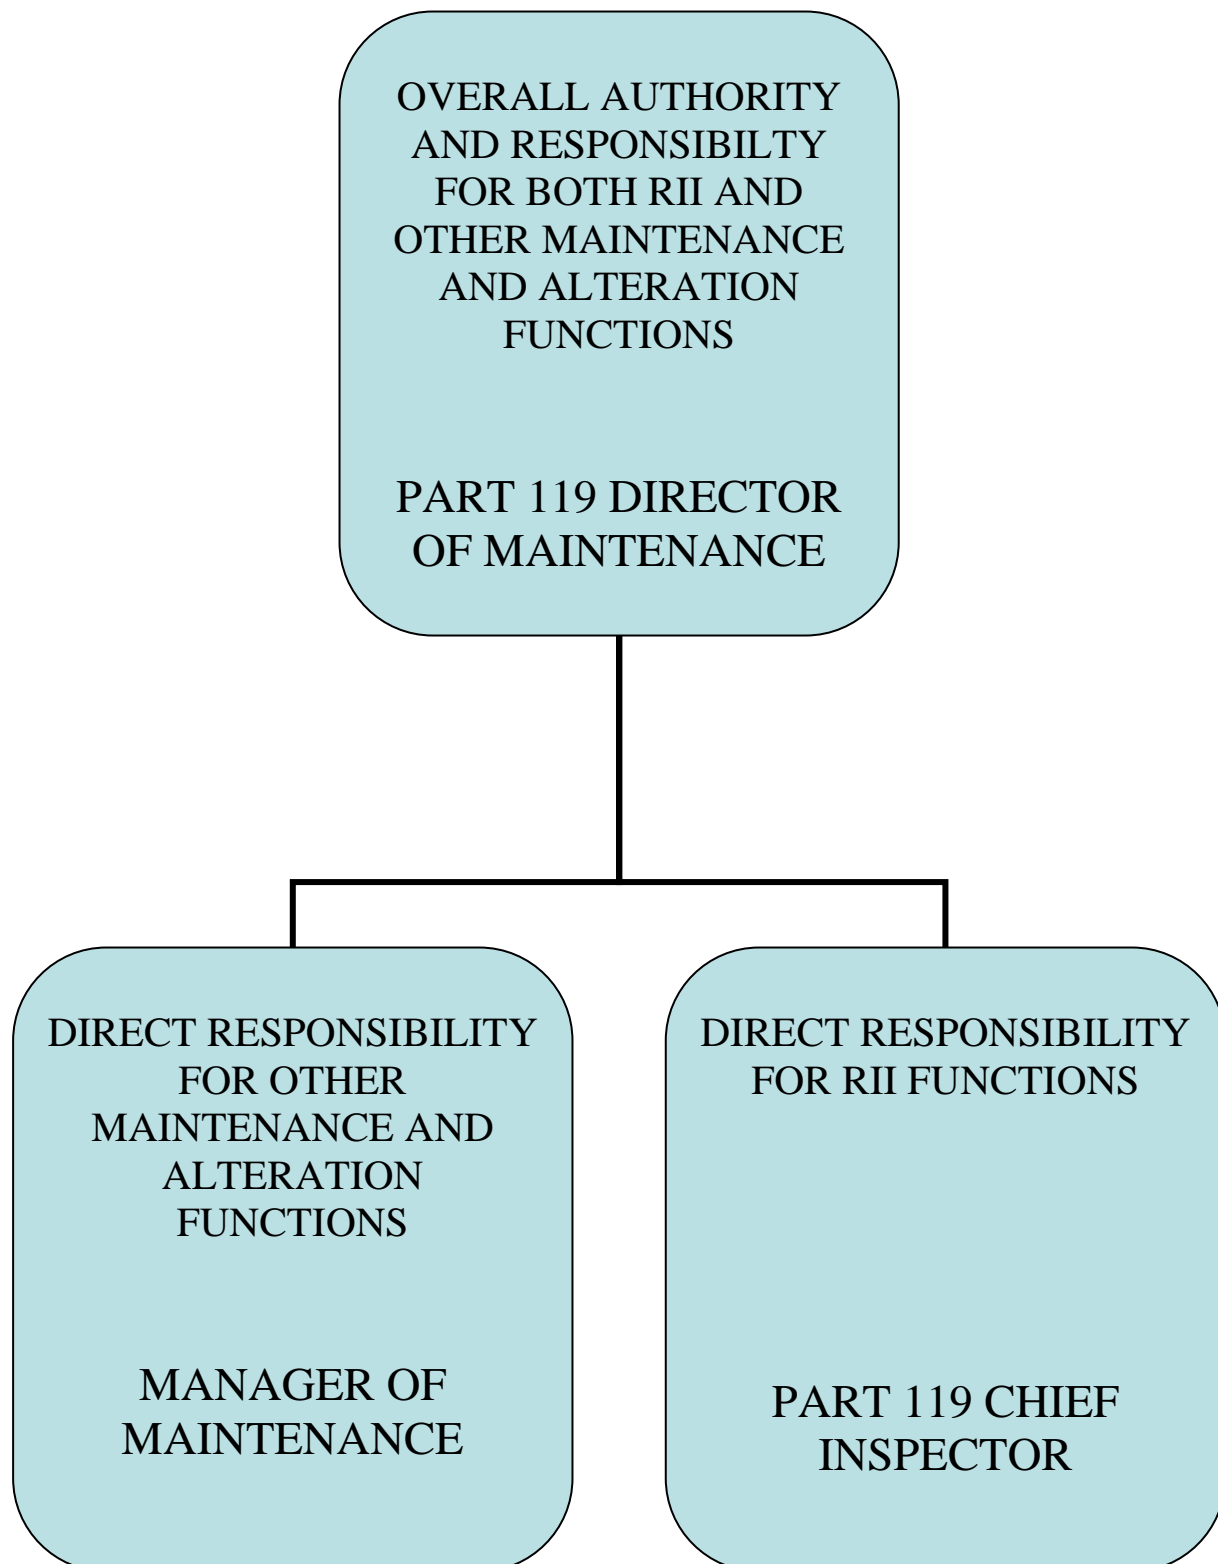 OVERALL AUTHORITY
AND RESPONSIBILTY
FOR BOTH RII AND
OTHER MAINTENANCE
AND ALTERATION
FUNCTIONS
PART 119 DIRECTOR
OF MAINTENANCE
DIRECT RESPONSIBILITY
FOR OTHER
MAINTENANCE AND
ALTERATION
FUNCTIONS
MANAGER OF
MAINTENANCE
DIRECT RESPONSIBILITY
FOR RII FUNCTIONS
PART 119 CHIEF
INSPECTOR